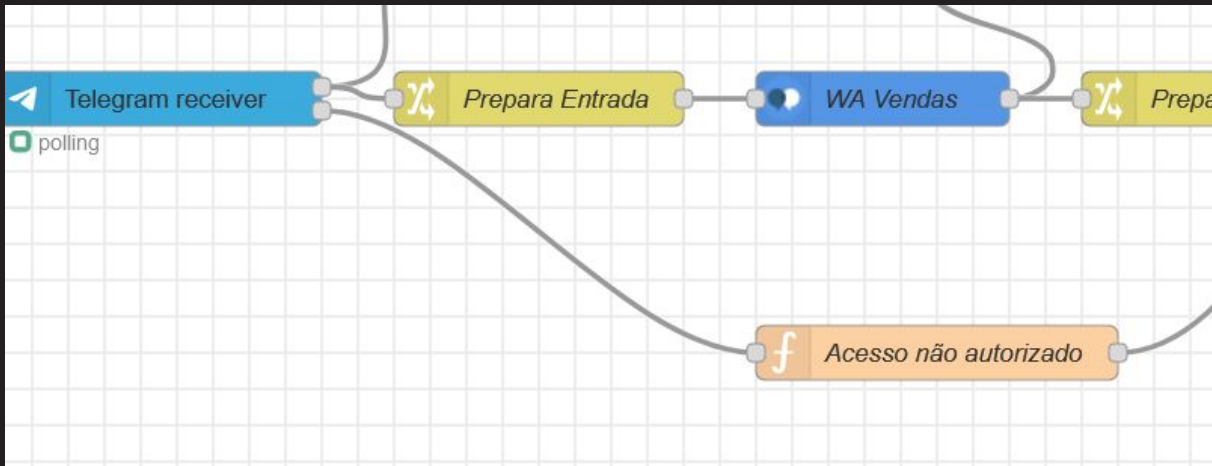 Telegram receiver
polling
Prepara Entrada
WA Vendas
Acesso não autorizado